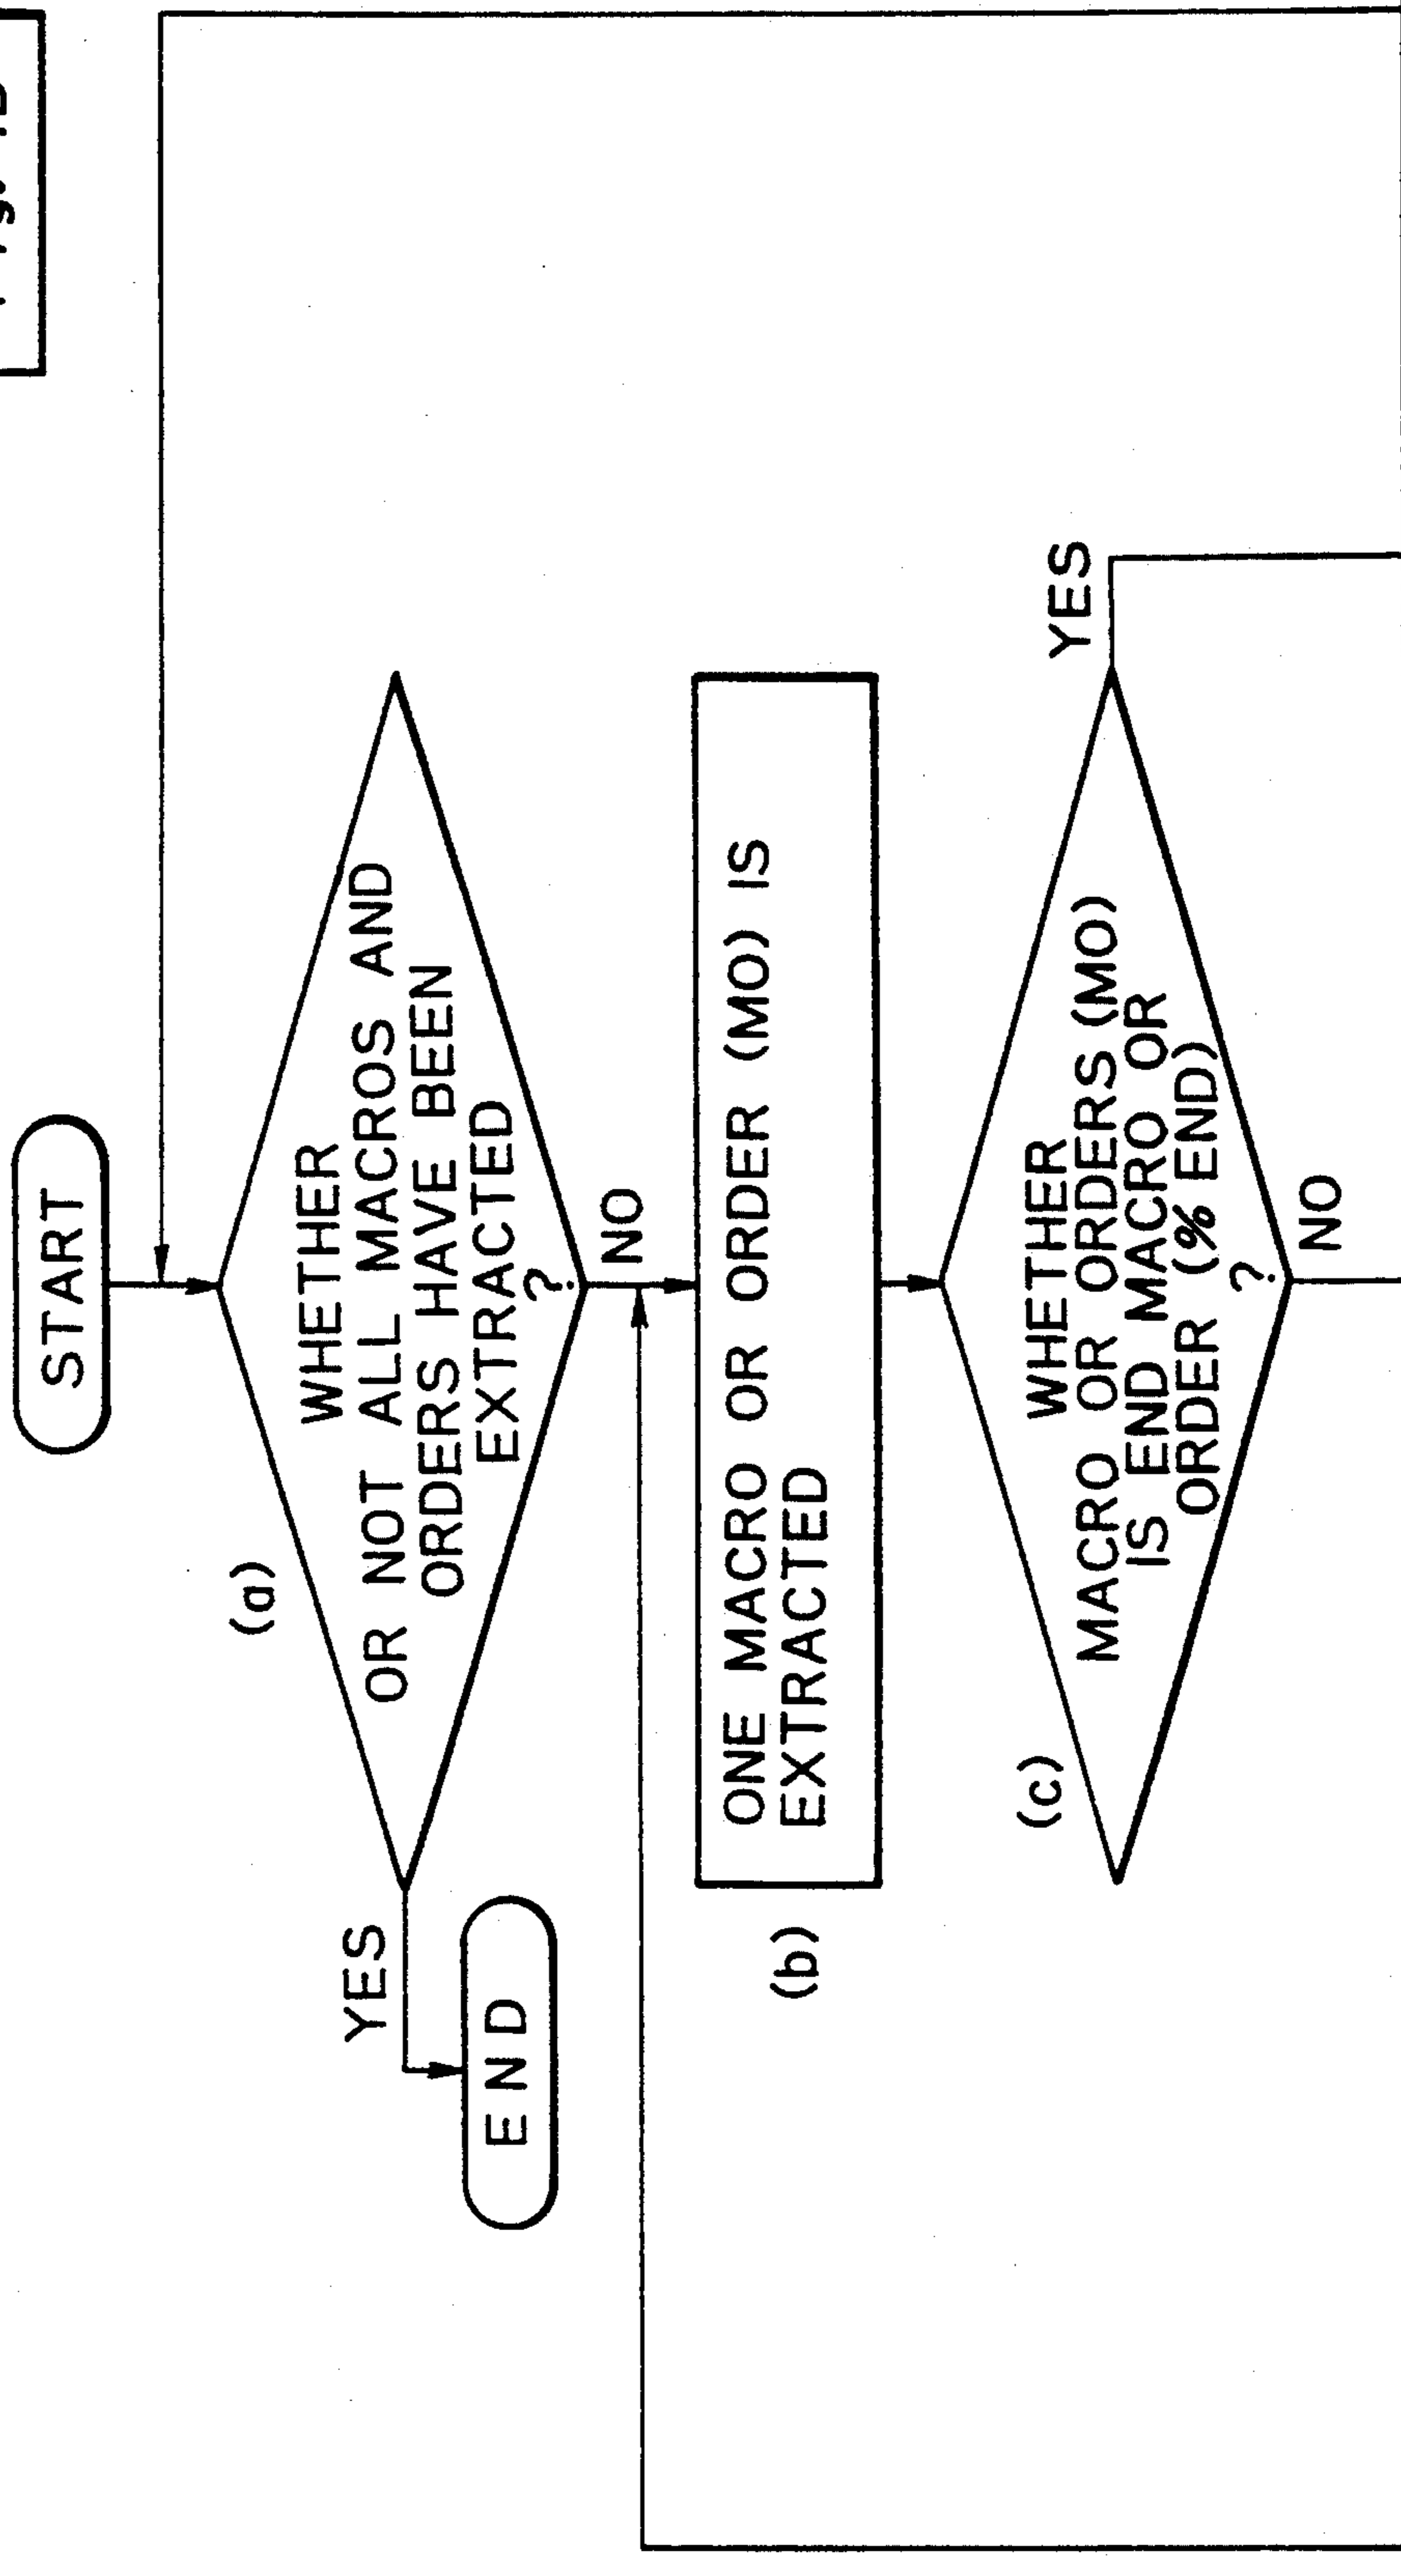 START
(a)
WHETHER
OR NOT ALL MACROS AND
ORDERS HAVE BEEN
EXTRACTED
?
YES
END
NO
(b)
ONE MACRO OR ORDER (MO) IS
EXTRACTED
(c)
WHETHER
MACRO OR ORDERS (MO)
IS END MACRO OR
ORDER (% END)
?
YES
NO